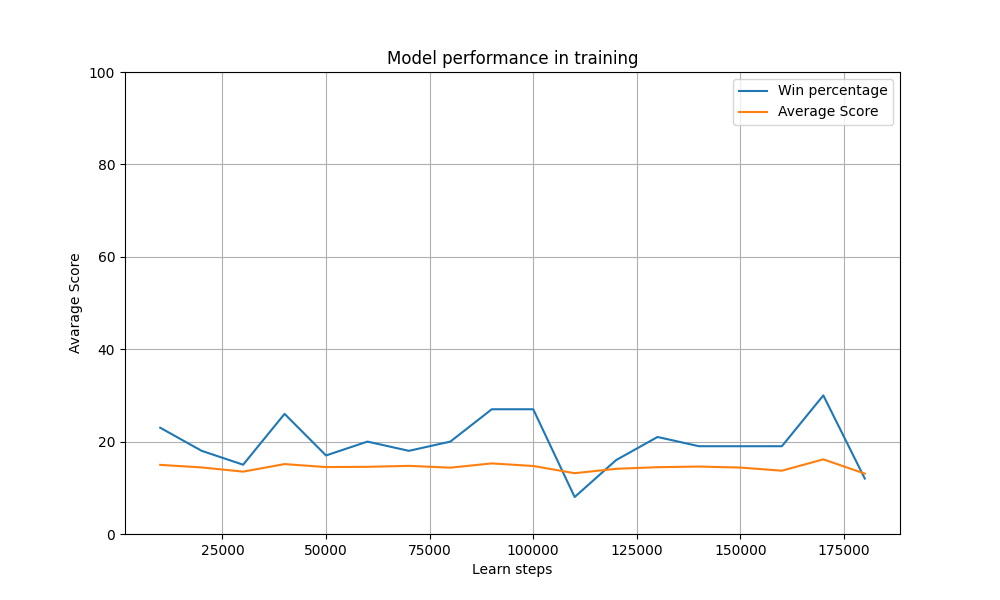 Model performance in training
Win percentage
Average Score
100
80
60
40
20
0
Avarage Score
25000
50000
75000
100000
125000
150000
175000
Learn steps